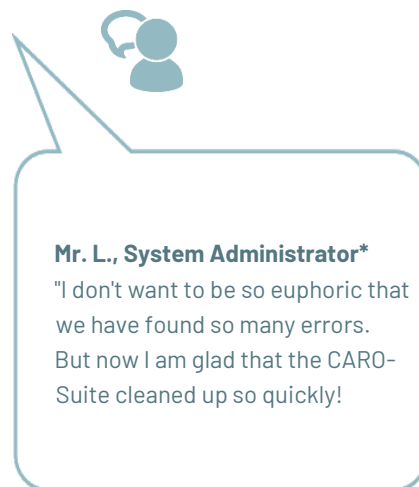 Mr. L., System Administrator*
"I don't want to be so euphoric that
we have found so many errors.
But now I am glad that the CARO-
Suite cleaned up so quickly!